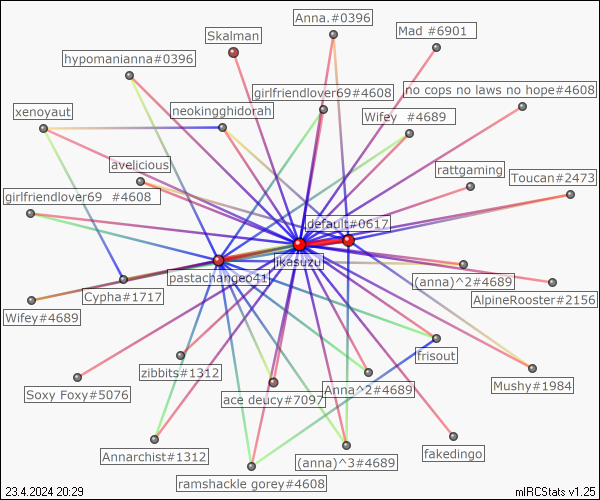 Anna.#0396
Mad #6901
Skalman
hypomanianna#0396
girlfriendlover69#4608
no cops no laws no hope#4608
xenoyaut
neokingghidorah
Wifey #4689
avelicious
rattgaming
Toucan#2473
girlfriendlover69 #4608
default#0617
jkasuzu
pastachangeo41
(anna)^2#4689
Cypha#1717
AlpineRooster#2156
Wifey#4689
frisout
zibbits#1312
Anna^2#4689
Mushy#1984
Soxy Foxy#5076
ace deucy#7097
Annarchist#1312
(anna)^3#4689
fakedingo
ramshackle gorey#4608
23.4.2024 20:29
mIRCStats v1.25